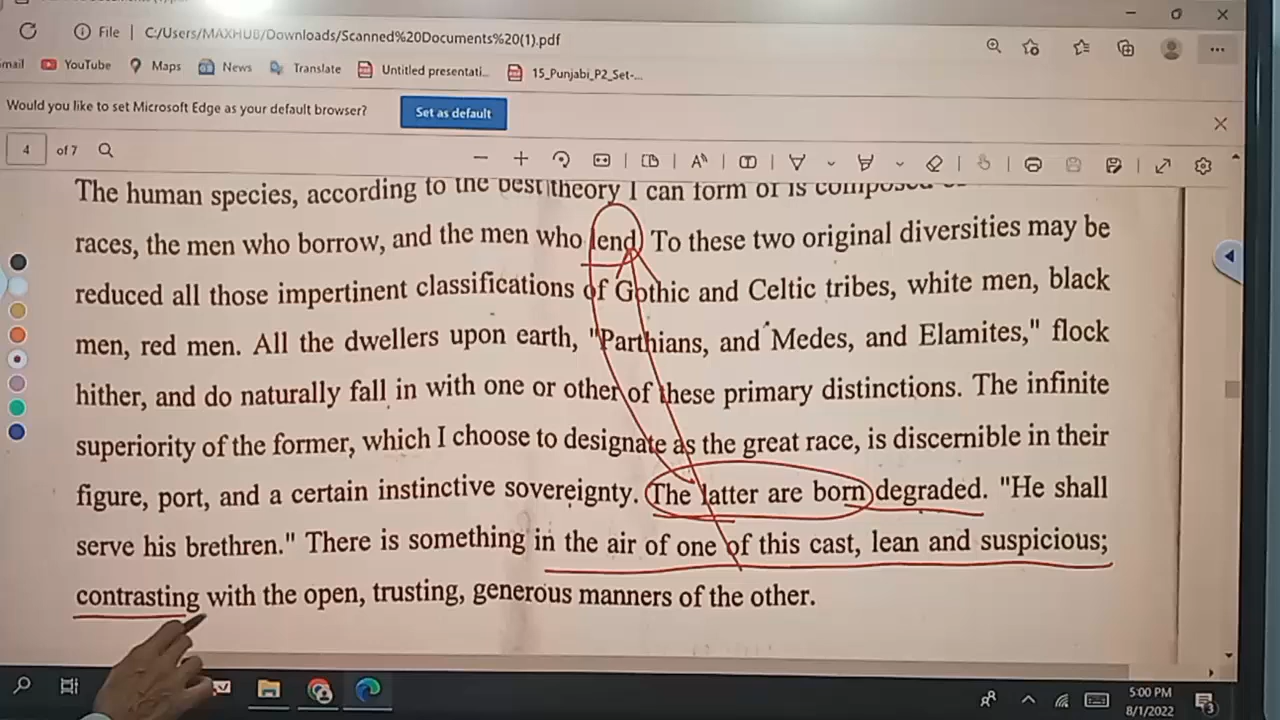 File | C:/Users/MAXHUB/Downloads/Scanned%20Documents%20(1).pdf
mail YouTube Maps News Translate Untitled presentati... 15_Punjabi_P2_Set-...
Would you like to set Microsoft Edge as your default browser? Set as default
4 of 7
The human species, according to the best theory I can form of is composed
races, the men who borrow, and the men who lend To these two original diversities may be
reduced all those impertinent classifications of Gothic and Celtic tribes, white men, black
men, red men. All the dwellers upon earth, "Parthians, and Medes, and Elamites," flock
hither, and do naturally fall in with one or other of these primary distinctions. The infinite
superiority of the former, which I choose to designate as the great race, is discernible in their
figure, port, and a certain instinctive sovereignty. The latter are born degraded. "He shall
serve his brethren." There is something in the air of one of this cast, lean and suspicious;
contrasting with the open, trusting, generous manners of the other.
5:00 PM
8/1/2022
3